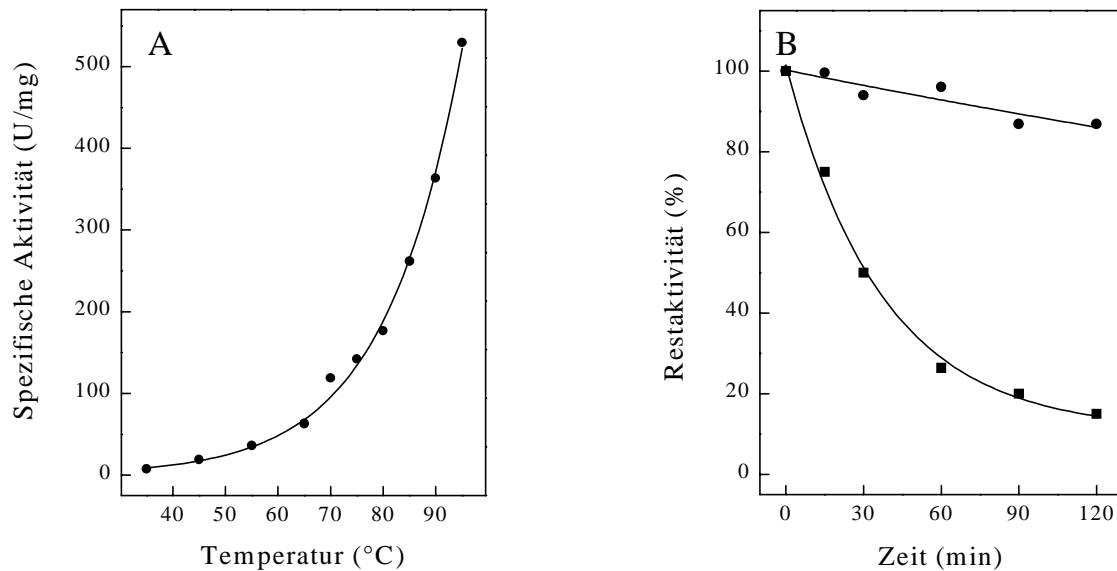 A
Spezifische Aktivität (U/mg)
500
400
300
200
100
0
40 50 60 70 80 90
Temperatur (°C)
B
Restaktivität (%)
100
80
60
40
20
0
0 30 60 90 120
Zeit (min)